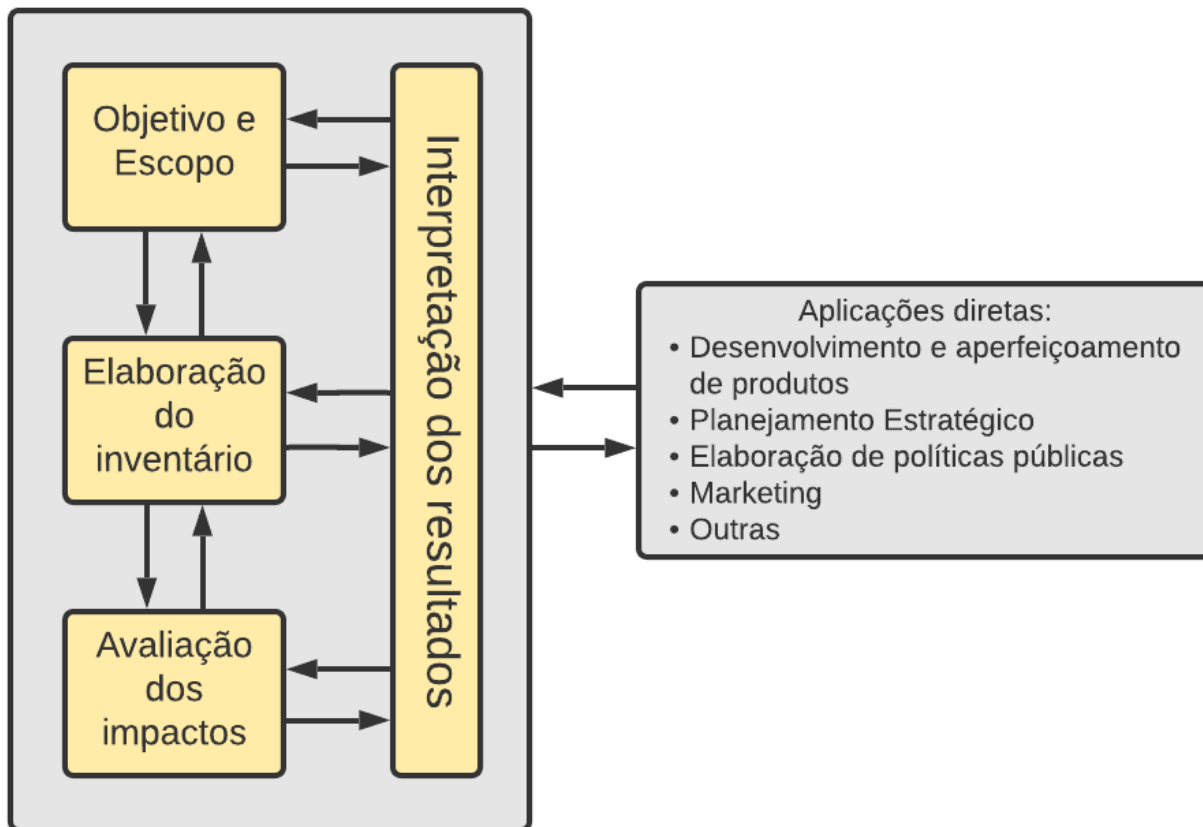 Objetivo e
Escopo
Elaboração
do
inventário
Avaliação
dos
impactos
Interpretação dos resultados
Aplicações diretas:
• Desenvolvimento e aperfeiçoamento
de produtos
• Planejamento Estratégico
• Elaboração de políticas públicas
• Marketing
• Outras